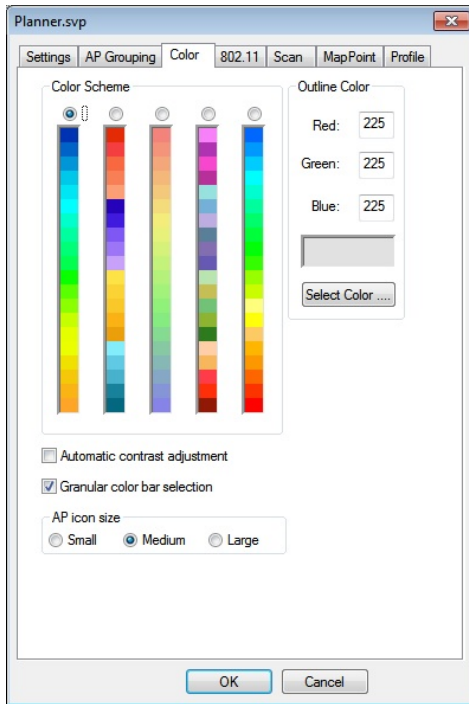 Planner.svp
Settings AP Grouping Color 802.11 Scan MapPoint Profile
Color Scheme
Outline Color
Red: 225
Green: 225
Blue: 225
Select Color ....
Automatic contrast adjustment
Granular color bar selection
AP icon size
Small Medium Large
OK Cancel